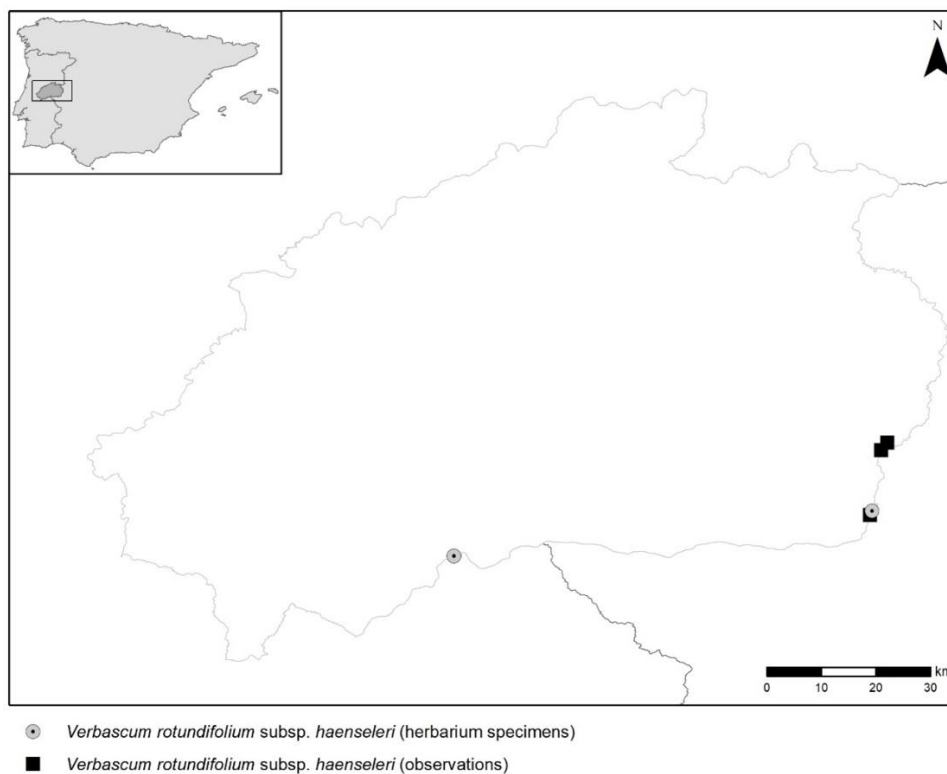 N
km
0 10 20 30
Verbascum rotundifolium subsp. haenseleri (herbarium specimens)
Verbascum rotundifolium subsp. haenseleri (observations)